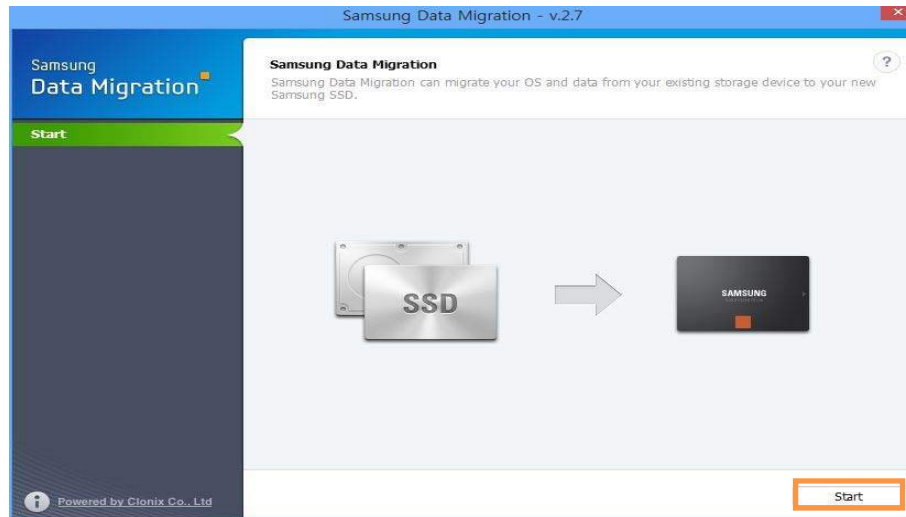 Samsung Data Migration - v.2.7
Samsung
Data Migration
Samsung Data Migration
Samsung Data Migration can migrate your OS and data from your existing storage device to your new
Samsung SSD.
?
Start
SSD
SAMSUNG
Powered by Clonix Co., Ltd
Start